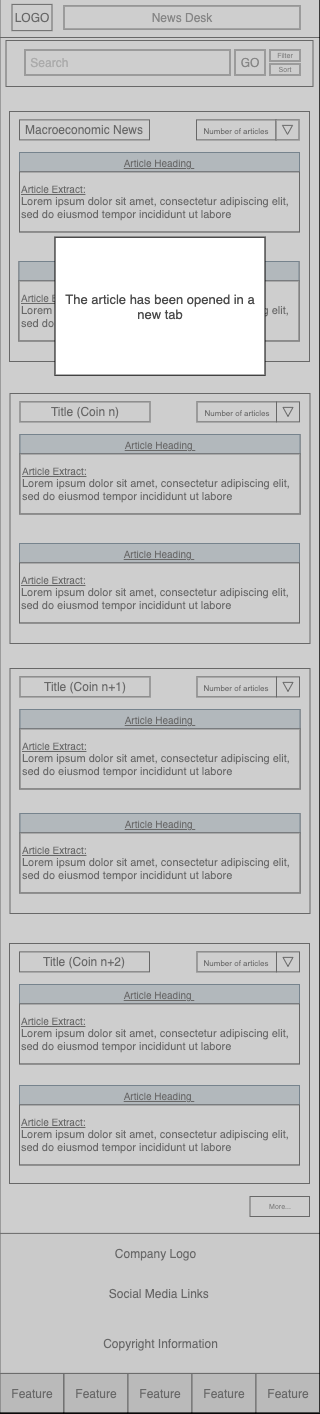 LOGO
News Desk
Search
GO
Filter
Sort
Macroeconomic News
Number of articles
Article Heading
Article Extract:
Lorem ipsum dolor sit amet, consectetur adipiscing elit,
sed do eiusmod tempor incididunt ut labore
Article E
Lorem
g elit,
sed do
The article has been opened in a
new tab
Title (Coin n)
Number of articles
Article Heading
Article Extract:
Lorem ipsum dolor sit amet, consectetur adipiscing elit,
sed do eiusmod tempor incididunt ut labore
Article Heading
Article Extract:
Lorem ipsum dolor sit amet, consectetur adipiscing elit,
sed do eiusmod tempor incididunt ut labore
Title (Coin n+1)
Number of articles
Article Heading
Article Extract:
Lorem ipsum dolor sit amet, consectetur adipiscing elit,
sed do eiusmod tempor incididunt ut labore
Article Heading
Article Extract:
Lorem ipsum dolor sit amet, consectetur adipiscing elit,
sed do eiusmod tempor incididunt ut labore
Title (Coin n+2)
Number of articles
Article Heading
Article Extract:
Lorem ipsum dolor sit amet, consectetur adipiscing elit,
sed do eiusmod tempor incididunt ut labore
Article Heading
Article Extract:
Lorem ipsum dolor sit amet, consectetur adipiscing elit,
sed do eiusmod tempor incididunt ut labore
More...
Company Logo
Social Media Links
Copyright Information
Feature
Feature
Feature
Feature
Feature